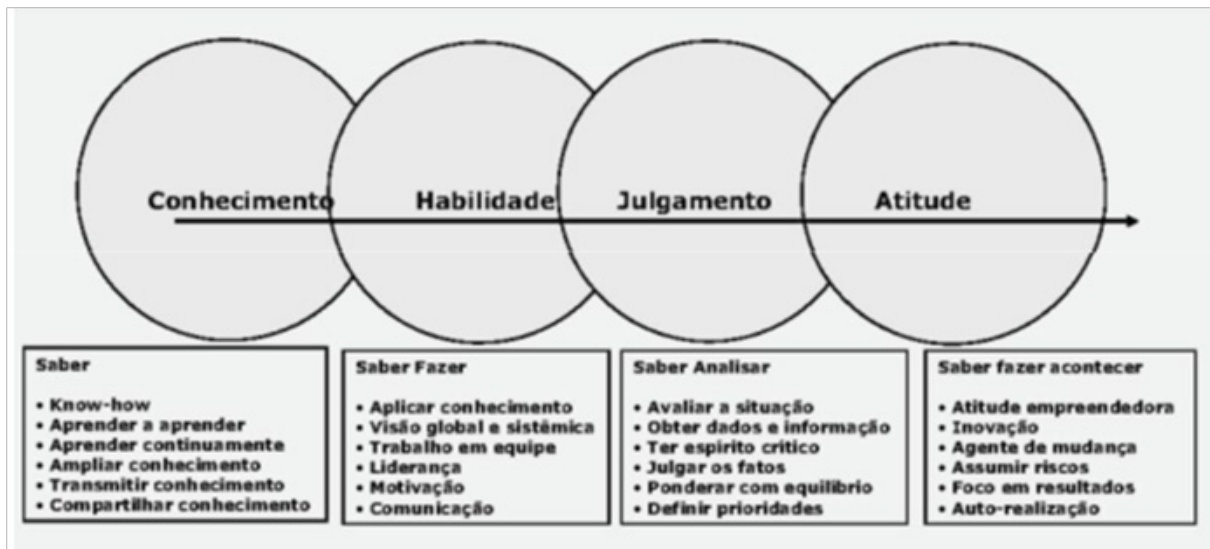 Conhecimento
Habilidade
Julgamento
Atitude
Saber
• Know-how
• Aprender a aprender
• Aprender continuamente
• Ampliar conhecimento
• Transmitir conhecimento
• Compartilhar conhecimento
Saber Fazer
• Aplicar conhecimento
• Visão global e sistêmica
• Trabalho em equipe
• Liderança
• Motivação
• Comunicação
Saber Analisar
• Avaliar a situação
• Obter dados e informação
• Ter espirito critico
• Julgar os fatos
• Ponderar com equilibrio
• Definir prioridades
Saber fazer acontecer
• Atitude empreendedora
• Inovação
• Agente de mudança
• Assumir riscos
• Foco em resultados
• Auto-realização